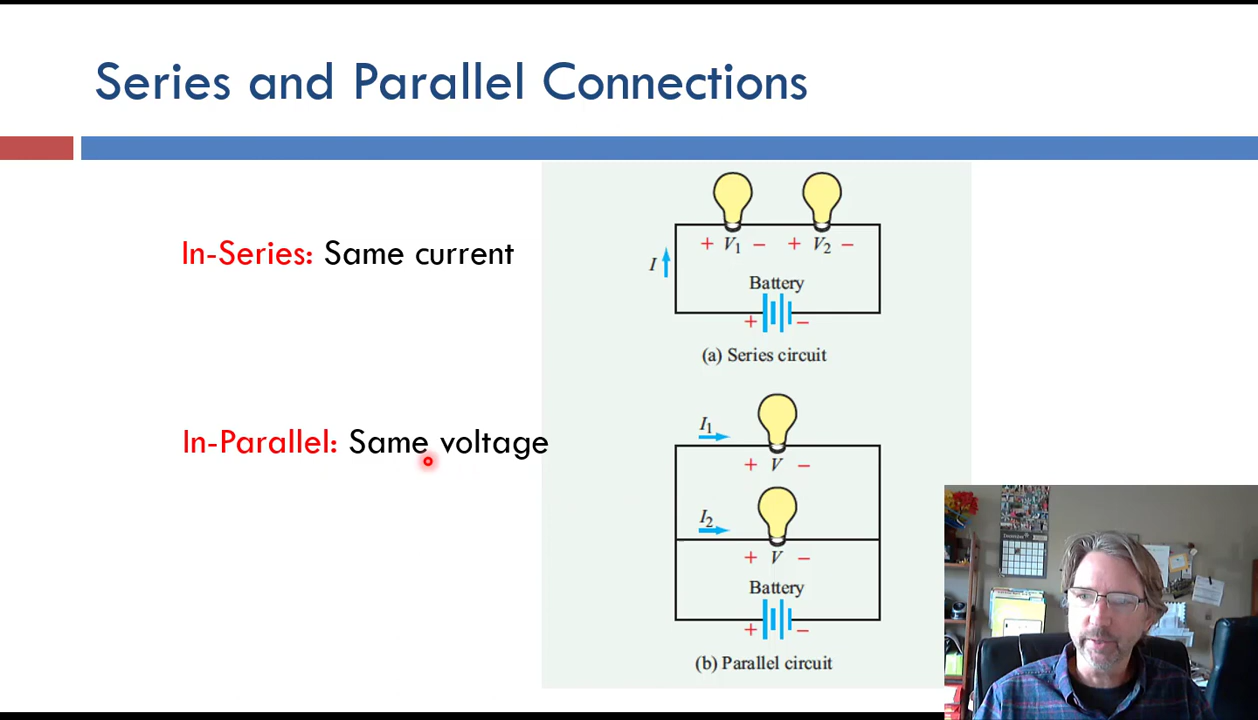 Series and Parallel Connections
In-Series: Same current
+ V1 − + V2 −
I
Battery
+ −
(a) Series circuit
In-Parallel: Same voltage
I1
+ V −
I2
+ V −
Battery
+ −
(b) Parallel circuit